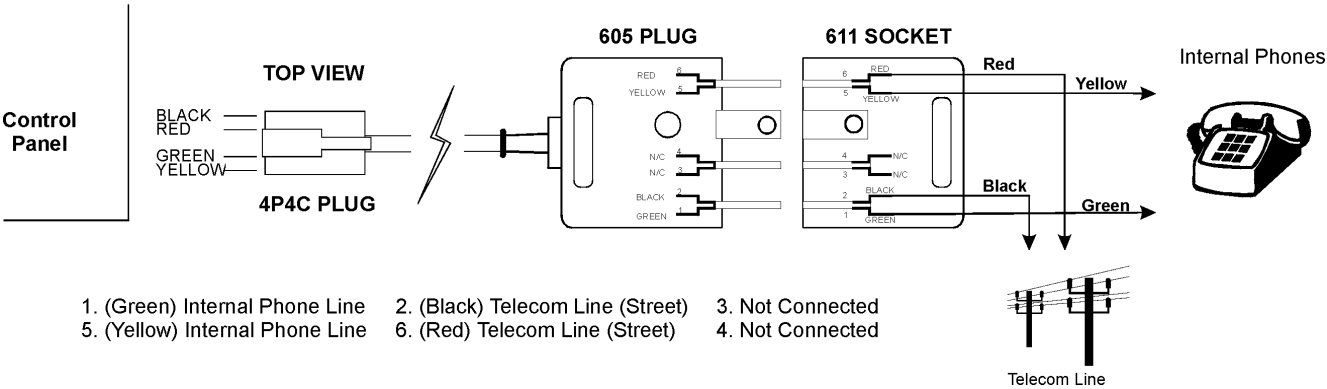 605 PLUG
611 SOCKET
Internal Phones
TOP VIEW
Control
Panel
BLACK
RED
GREEN
YELLOW
4P4C PLUG
RED 6
YELLOW 5
N/C 4
N/C 3
BLACK 2
GREEN 1
6 RED
5 YELLOW
4 N/C
3 N/C
2 BLACK
1 GREEN
Red
Yellow
Black
Green
1. (Green) Internal Phone Line 2. (Black) Telecom Line (Street) 3. Not Connected
5. (Yellow) Internal Phone Line 6. (Red) Telecom Line (Street) 4. Not Connected
Telecom Line